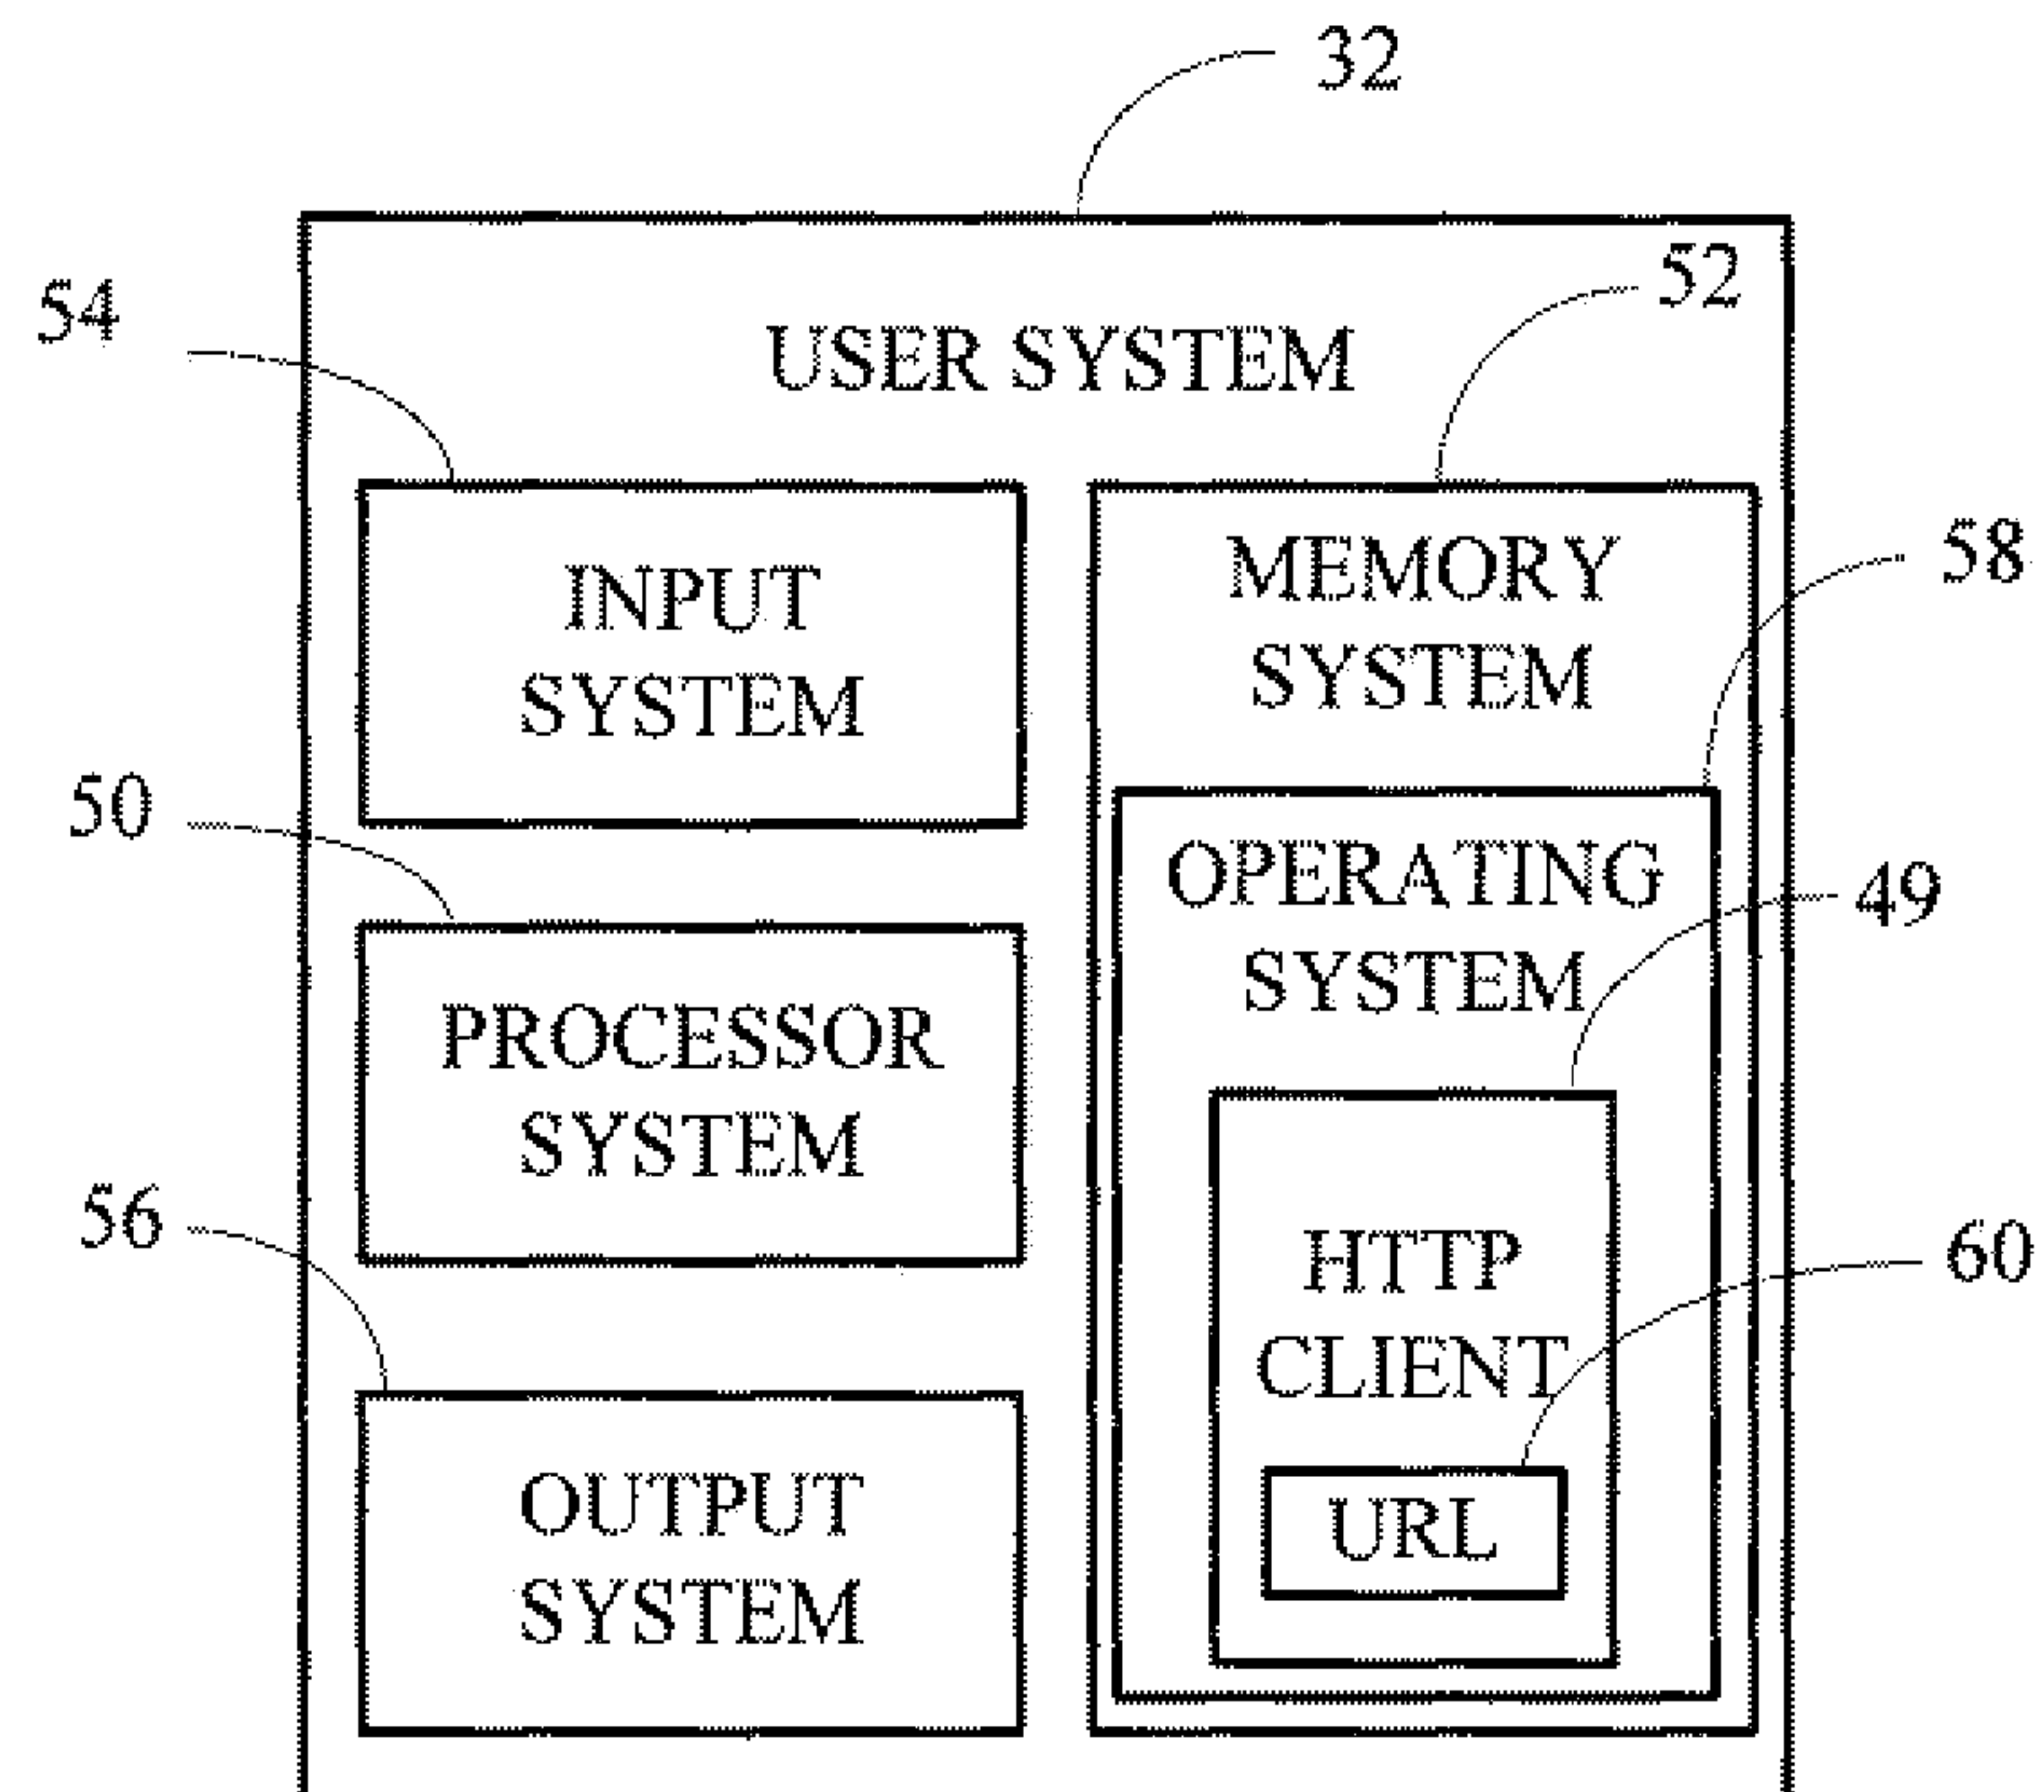 32
52
54
USER SYSTEM
INPUT
SYSTEM
MEMORY
SYSTEM
58
50
OPERATING
SYSTEM
49
PROCESSOR
SYSTEM
56
HTTP
CLIENT
60
URL
OUTPUT
SYSTEM